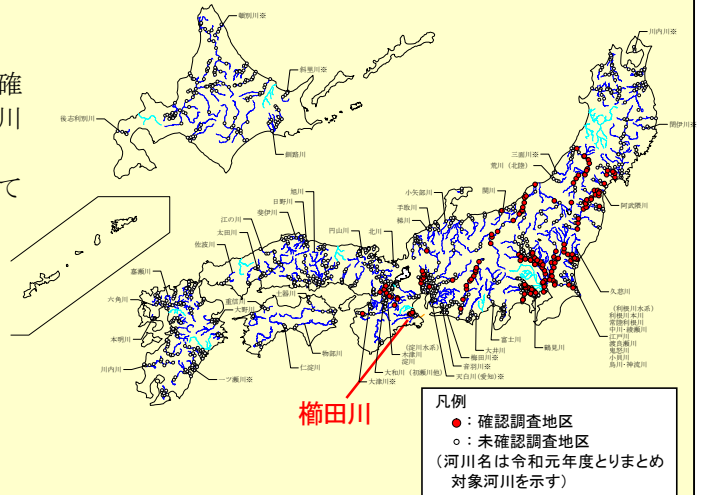 確
川
て
声別川※
斜里川※
後志利別川
釧路川
川内川※
閉伊川※
三面川※
荒川（北陸）
阿武隈川
小矢部川
手取川
梯川
関川
旭川
日野川
斐伊川
江の川
太田川
佐波川
円山川
北川
嘉瀬川
六角川
本明川
川内川
一ツ瀬川※
重信川
大野川
土器川
物部川
仁淀川
（淀川水系）
木津川
淀川
大和川（初瀬川他）
大津川※
櫛田川
富士川
大井川
梅田川※
音羽川※
天白川（愛知）※
鶴見川
久慈川
（利根川水系）
利根川本川
常陸利根川
中川・綾瀬川
江戸川
渡良瀬川
鬼怒川
小貝川
烏川・神流川
凡例
●：確認調査地区
○：未確認調査地区
（河川名は令和元年度とりまとめ
対象河川を示す）